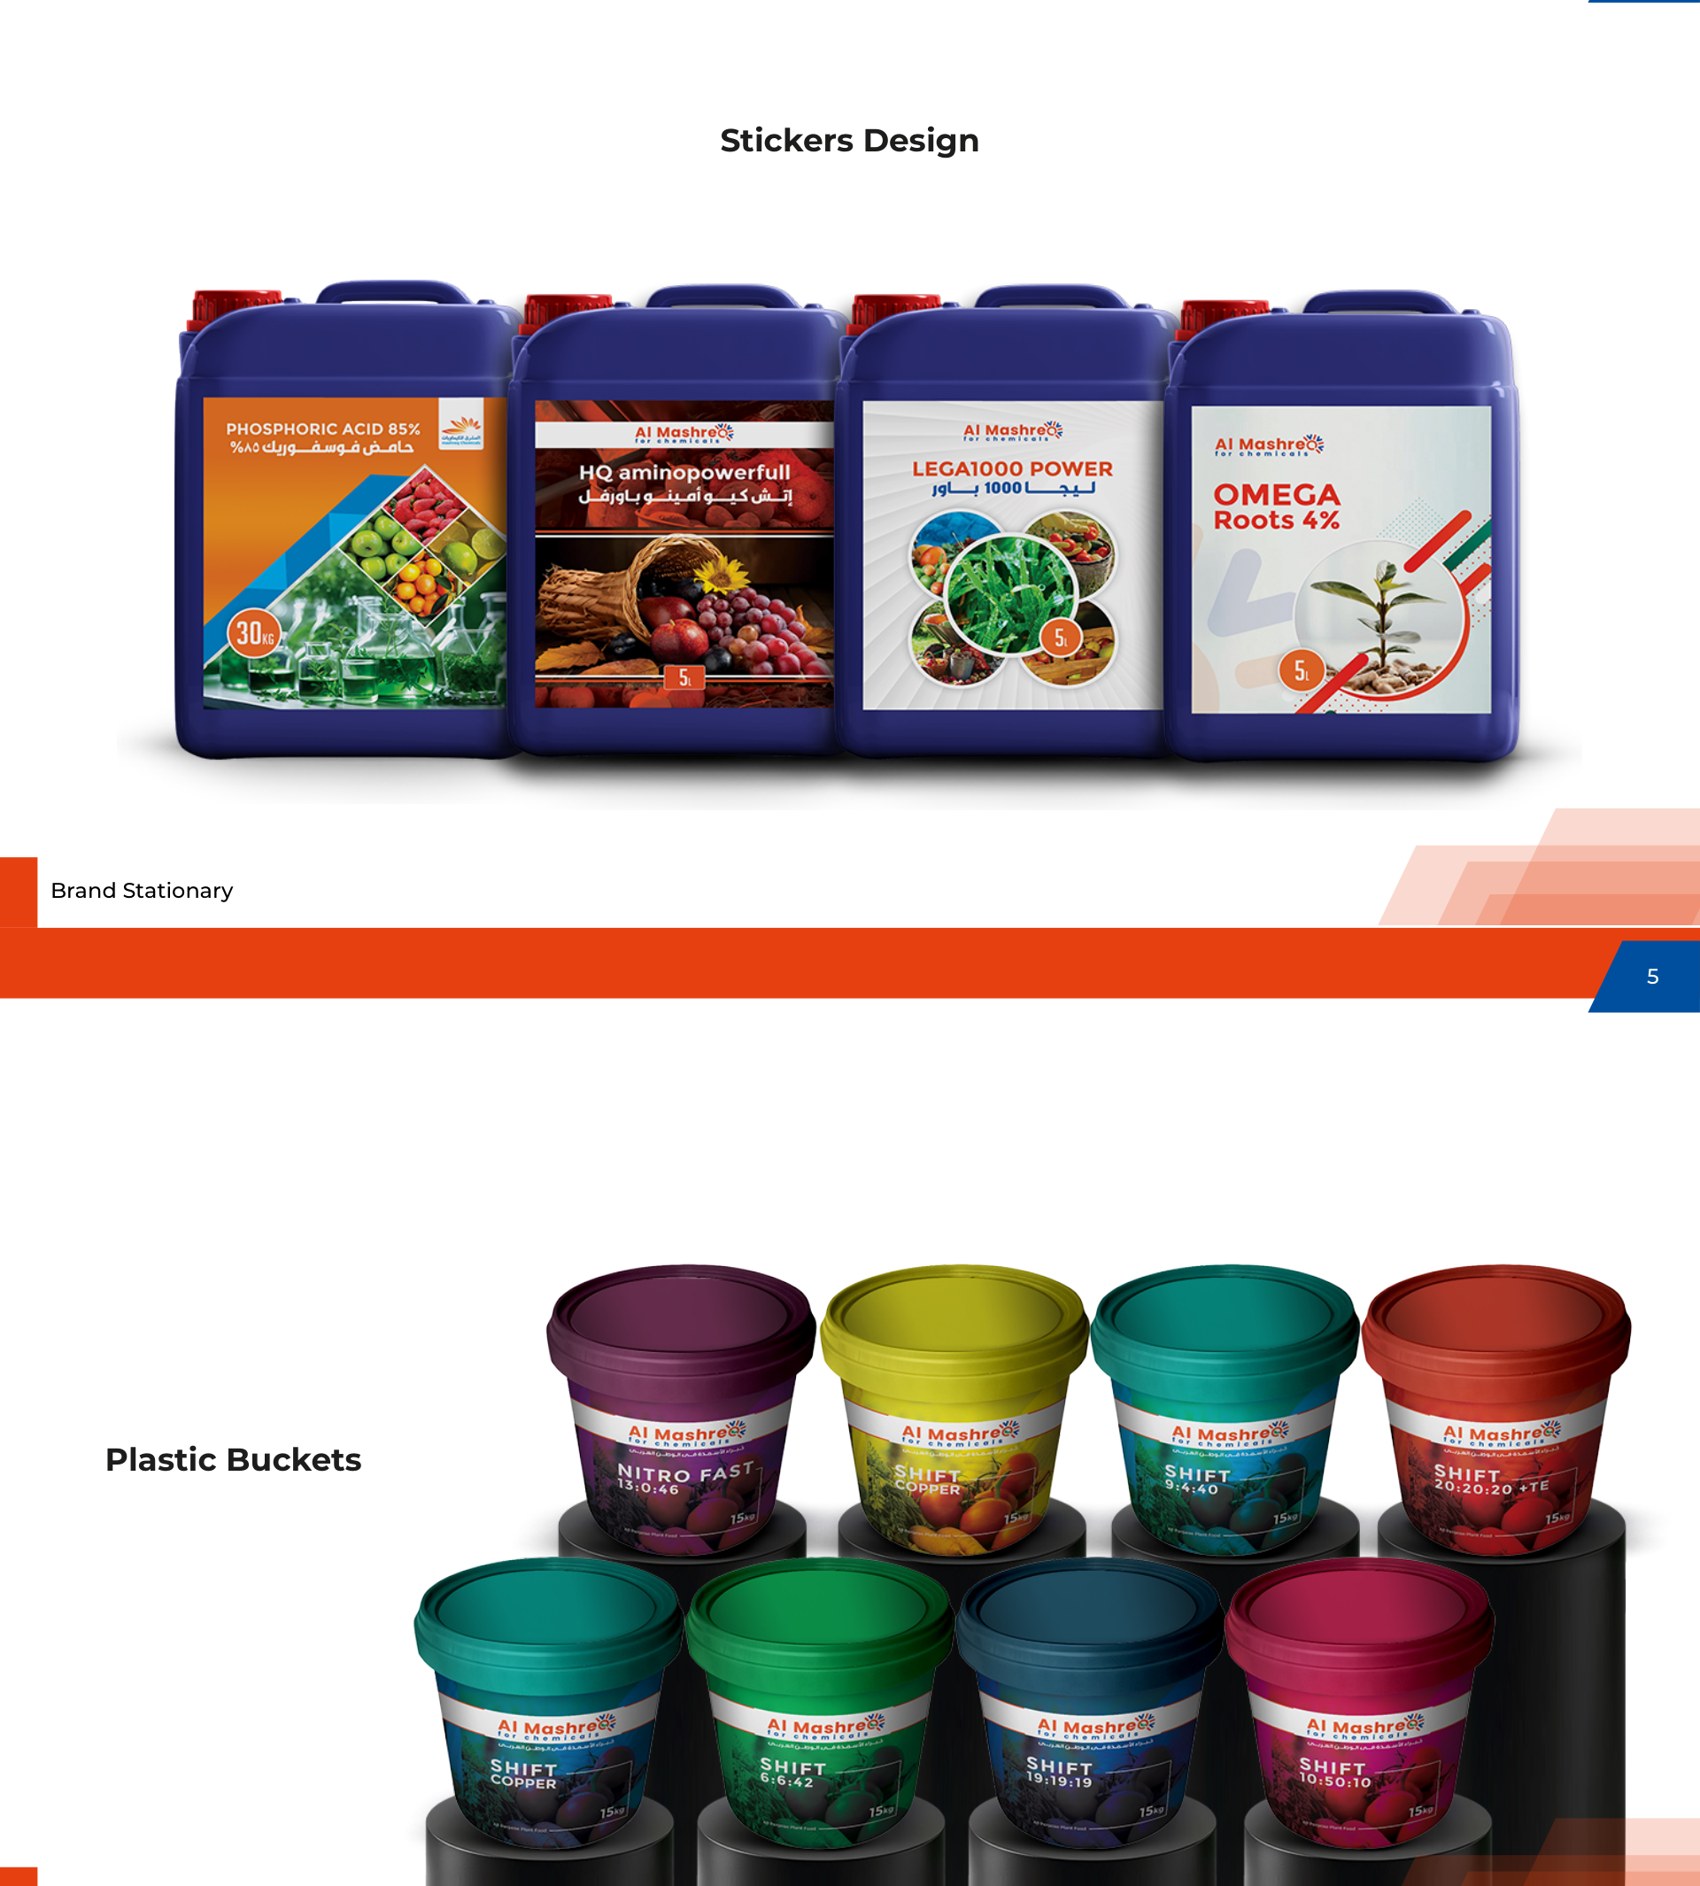 Stickers Design
PHOSPHORIC ACID 85%
حامض فوسفوريك ٨٥%
30KG
Al Mashreq
for chemicals
HQ aminopowerfull
إتش كيو أمينو باورفل
5L
Al Mashreq
for chemicals
LEGA1000 POWER
ليجا 1000 باور
5L
Al Mashreq
for chemicals
OMEGA
Roots 4%
5L
Brand Stationary
5
Plastic Buckets
Al Mashreq
for chemicals
NITRO FAST
13:0:46
15kg
Al Mashreq
for chemicals
SHIFT
COPPER
15kg
Al Mashreq
for chemicals
SHIFT
9:4:40
15kg
Al Mashreq
for chemicals
SHIFT
20:20:20 +TE
15kg
Al Mashreq
for chemicals
SHIFT
COPPER
15kg
Al Mashreq
for chemicals
SHIFT
6:6:42
15kg
Al Mashreq
for chemicals
SHIFT
19:19:19
15kg
Al Mashreq
for chemicals
SHIFT
10:50:10
15kg